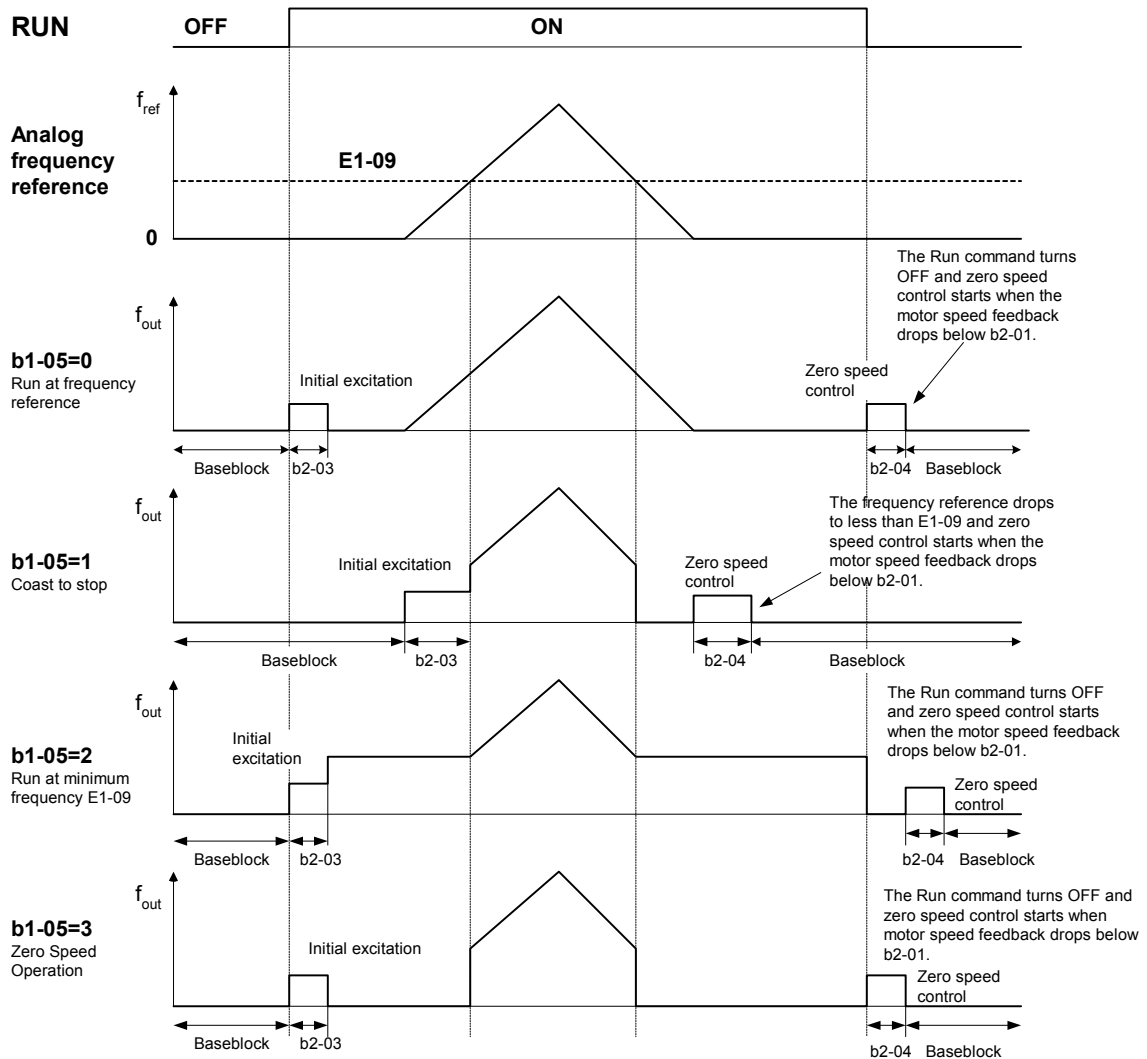 RUN
OFF
ON
fref
Analog
frequency
reference
E1-09
0
The Run command turns
OFF and zero speed
control starts when the
motor speed feedback
drops below b2-01.
fout
b1-05=0
Run at frequency
reference
Initial excitation
Zero speed
control
Baseblock
b2-03
b2-04
Baseblock
The frequency reference drops
to less than E1-09 and zero
speed control starts when the
motor speed feedback drops
below b2-01.
fout
b1-05=1
Coast to stop
Initial excitation
Zero speed
control
Baseblock
b2-03
b2-04
Baseblock
The Run command turns OFF
and zero speed control starts
when the motor speed feedback
drops below b2-01.
fout
b1-05=2
Run at minimum
frequency E1-09
Initial
excitation
Zero speed
control
Baseblock
b2-03
b2-04
Baseblock
The Run command turns OFF and
zero speed control starts when
motor speed feedback drops below
b2-01.
fout
b1-05=3
Zero Speed
Operation
Initial excitation
Zero speed
control
Baseblock
b2-03
b2-04
Baseblock